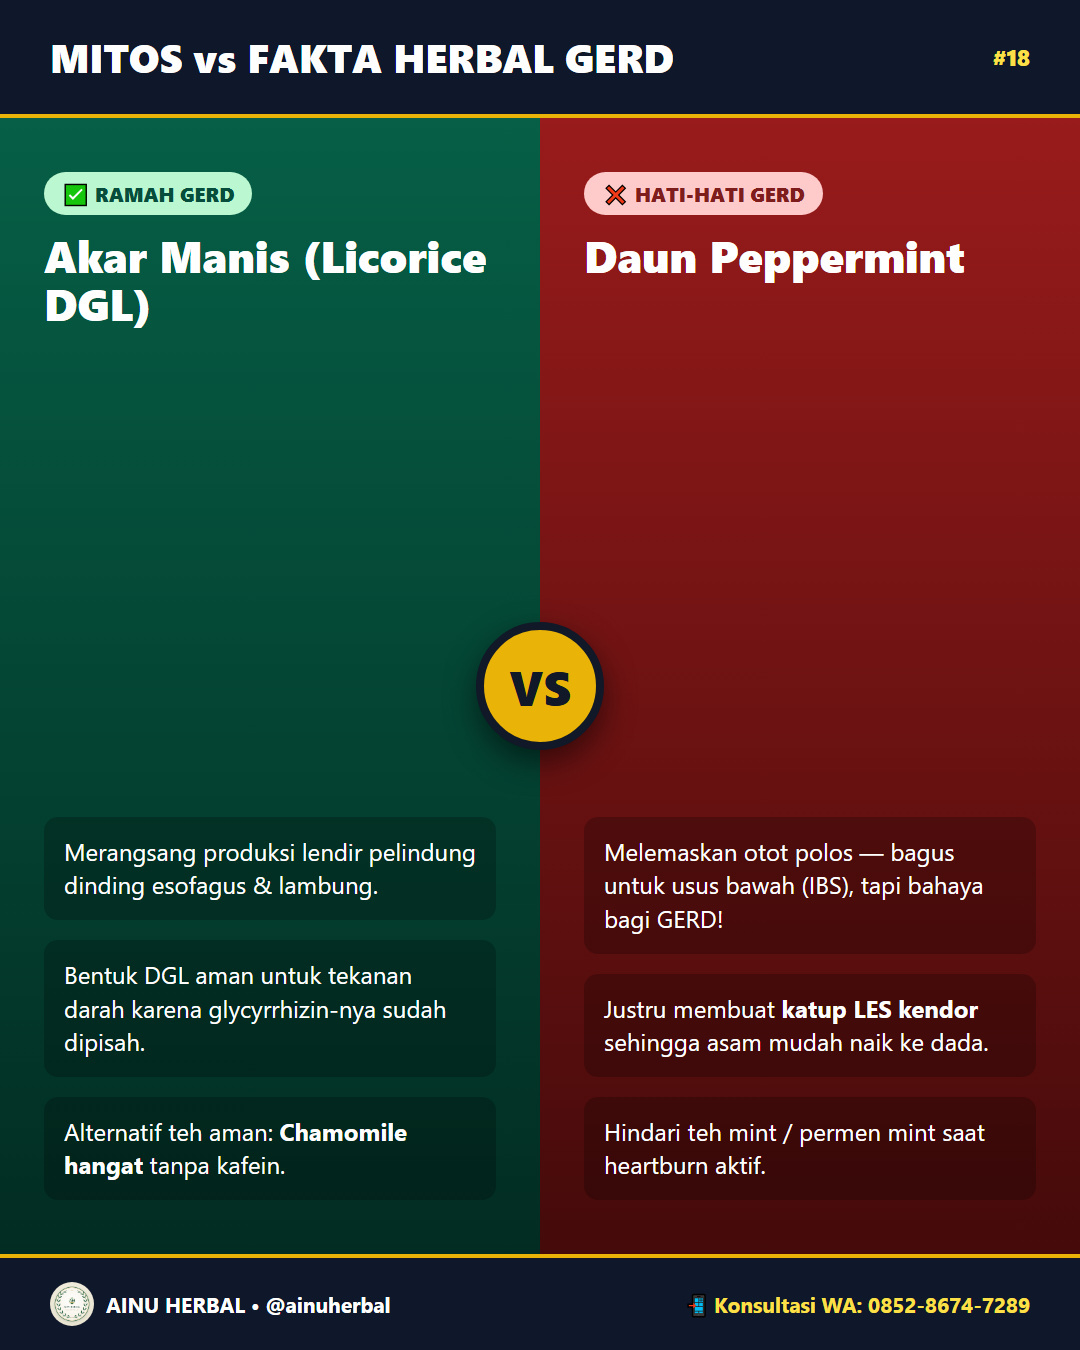 MITOS vs FAKTA HERBAL GERD
#18
✅ RAMAH GERD
Akar Manis (Licorice
DGL)
Merangsang produksi lendir pelindung
dinding esofagus & lambung.
Bentuk DGL aman untuk tekanan
darah karena glycyrrhizin-nya sudah
dipisah.
Alternatif teh aman: Chamomile
hangat tanpa kafein.
VS
❌ HATI-HATI GERD
Daun Peppermint
Melemaskan otot polos — bagus
untuk usus bawah (IBS), tapi bahaya
bagi GERD!
Justru membuat katup LES kendor
sehingga asam mudah naik ke dada.
Hindari teh mint / permen mint saat
heartburn aktif.
AINU HERBAL • @ainuherbal
📲 Konsultasi WA: 0852-8674-7289